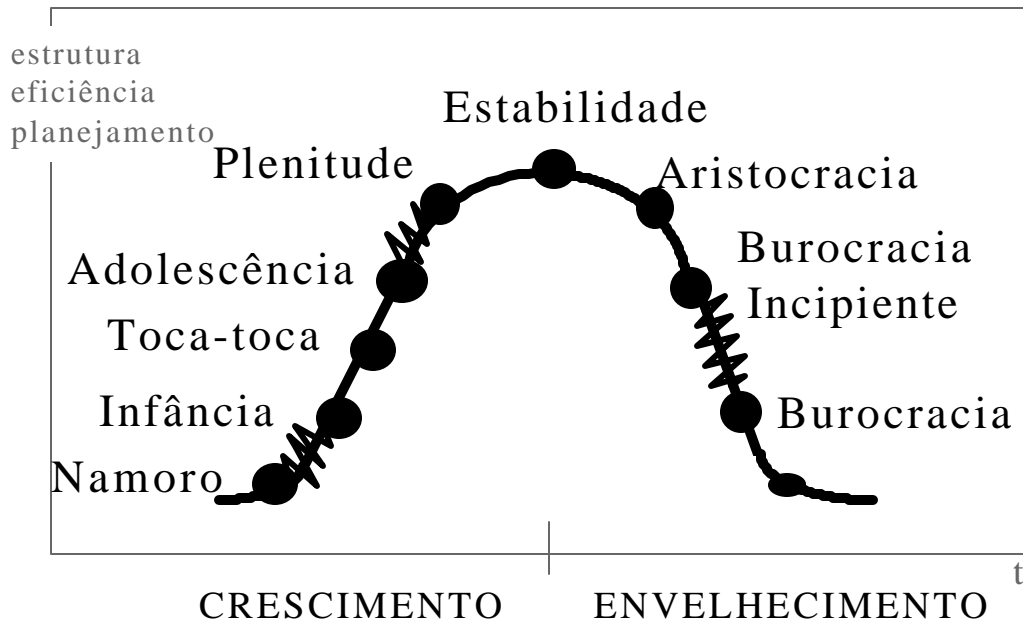 estrutura
eficiência
planejamento
Estabilidade
Plenitude
Aristocracia
Adolescência
Burocracia
Incipiente
Toca-toca
Infância
Burocracia
Namoro
t
CRESCIMENTO
ENVELHECIMENTO